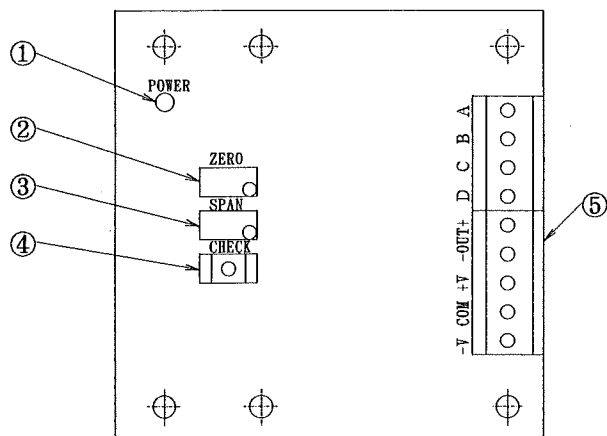 ①
POWER
②
ZERO
③
SPAN
④
CHECK
A
B
C
D
-OUT+
+V
COM
-V
⑤